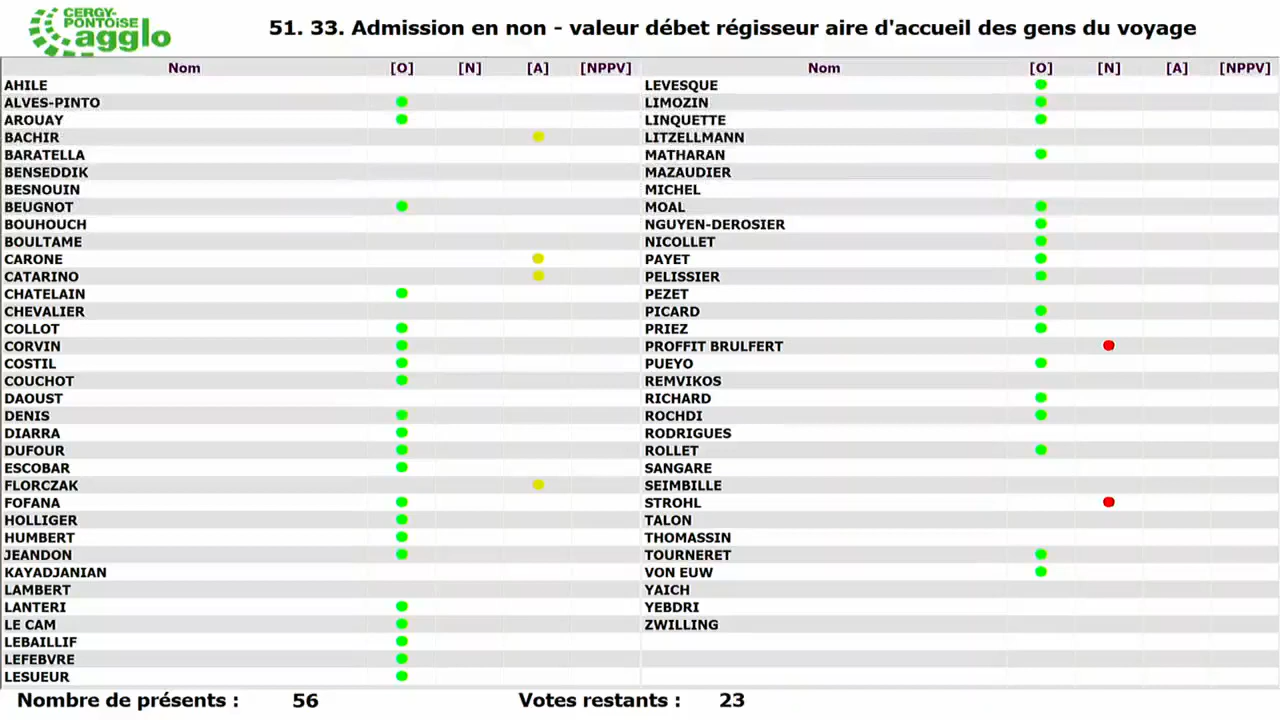 CERGY-
PONTOISE
agglo
51. 33. Admission en non - valeur débet régisseur aire d'accueil des gens du voyage
Nom [O] [N] [A] [NPPV] Nom [O] [N] [A] [NPPV]
AHILE LEVESQUE
ALVES-PINTO LIMOZIN
AROUAY LINQUETTE
BACHIR LITZELLMANN
BARATELLA MATHARAN
BENSEDDIK MAZAUDIER
BESNOUIN MICHEL
BEUGNOT MOAL
BOUHOUCH NGUYEN-DEROSIER
BOULTAME NICOLLET
CARONE PAYET
CATARINO PELISSIER
CHATELAIN PEZET
CHEVALIER PICARD
COLLOT PRIEZ
CORVIN PROFFIT BRULFERT
COSTIL PUEYO
COUCHOT REMVIKOS
DAOUST RICHARD
DENIS ROCHDI
DIARRA RODRIGUES
DUFOUR ROLLET
ESCOBAR SANGARE
FLORCZAK SEIMBILLE
FOFANA STROHL
HOLLIGER TALON
HUMBERT THOMASSIN
JEANDON TOURNERET
KAYADJANIAN VON EUW
LAMBERT YAICH
LANTERI YEBDRI
LE CAM ZWILLING
LEBAILLIF
LEFEBVRE
LESUEUR
Nombre de présents : 56 Votes restants : 23